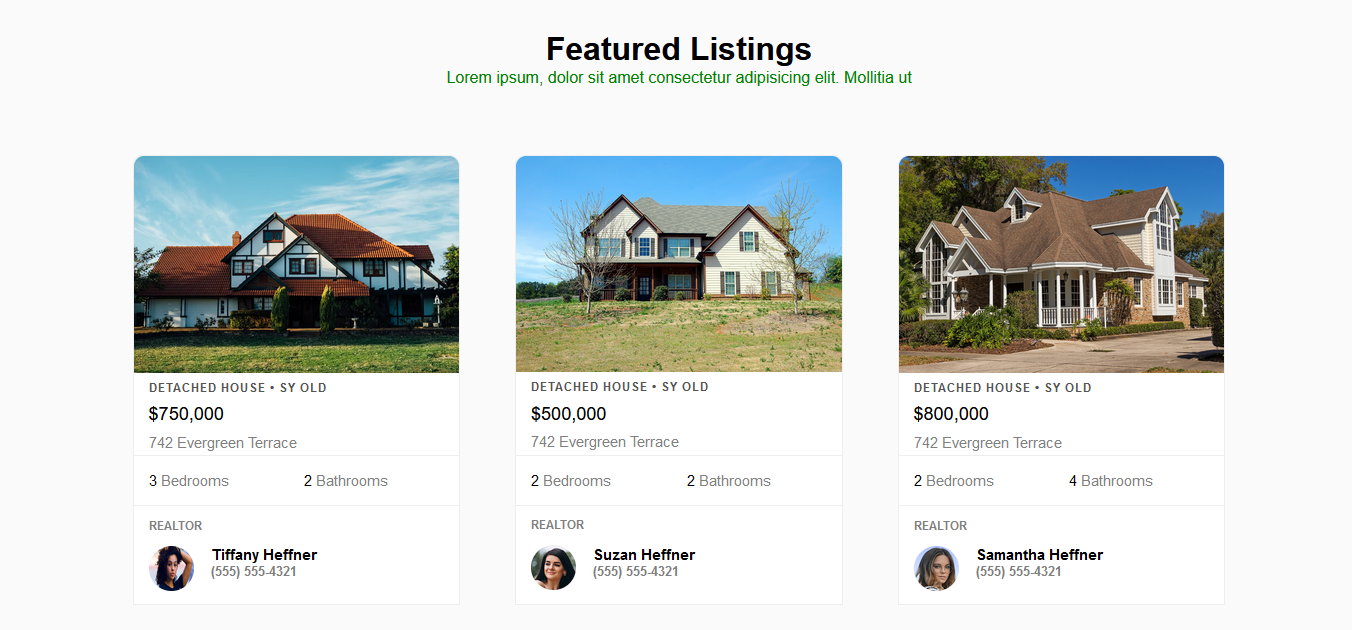 Featured Listings
Lorem ipsum, dolor sit amet consectetur adipisicing elit. Mollitia ut
DETACHED HOUSE • SY OLD
$750,000
742 Evergreen Terrace
3 Bedrooms 2 Bathrooms
REALTOR
Tiffany Heffner
(555) 555-4321
DETACHED HOUSE • SY OLD
$500,000
742 Evergreen Terrace
2 Bedrooms 2 Bathrooms
REALTOR
Suzan Heffner
(555) 555-4321
DETACHED HOUSE • SY OLD
$800,000
742 Evergreen Terrace
2 Bedrooms 4 Bathrooms
REALTOR
Samantha Heffner
(555) 555-4321